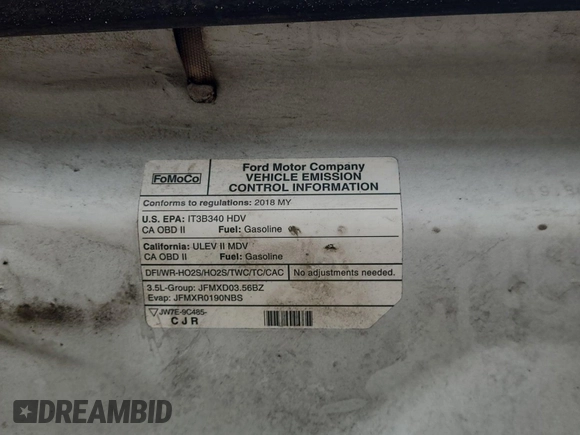 FoMoCo
Ford Motor Company
VEHICLE EMISSION
CONTROL INFORMATION
Conforms to regulations: 2018 MY
U.S. EPA: IT3B340 HDV
CA OBD II Fuel: Gasoline
California: ULEV II MDV
CA OBD II Fuel: Gasoline
DFI/WR-HO2S/HO2S/TWC/TC/CAC No adjustments needed.
3.5L-Group: JFMXD03.56BZ
Evap: JFMXR0190NBS
JW7E-9C485-
CJR
DREAMBID